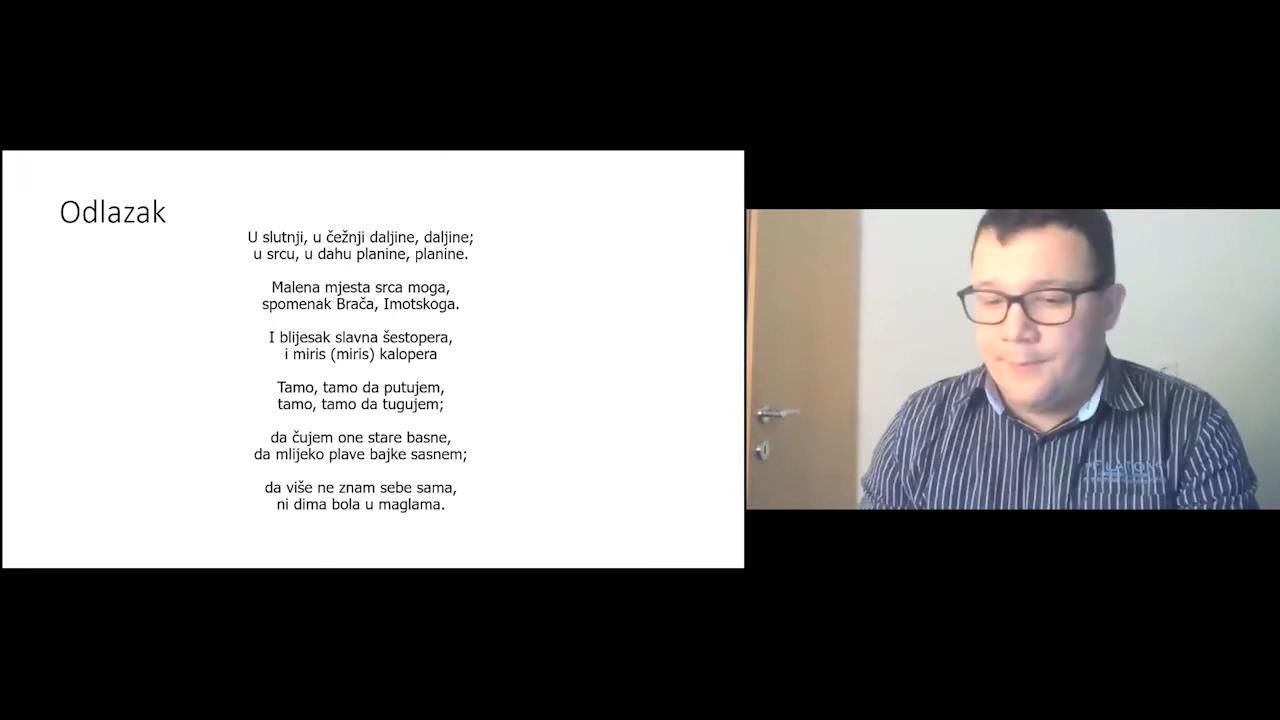 Odlazak
U slutnji, u čežnji daljine, daljine;
u srcu, u dahu planine, planine.
Malena mjesta srca moga,
spomenak Brača, Imotskoga.
I blijesak slavna šestopera,
i miris (miris) kalopera
Tamo, tamo da putujem,
tamo, tamo da tugujem;
da čujem one stare basne,
da mlijeko plave bajke sasnem;
da više ne znam sebe sama,
ni dima bola u maglama.